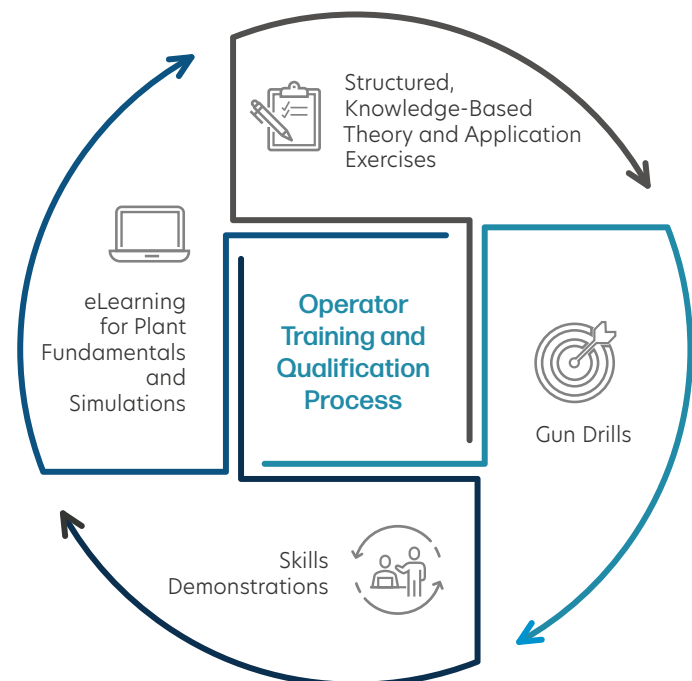 Structured,
Knowledge-Based
Theory and Application
Exercises
eLearning
for Plant
Fundamentals
and
Simulations
Operator
Training and
Qualification
Process
Gun Drills
Skills
Demonstrations